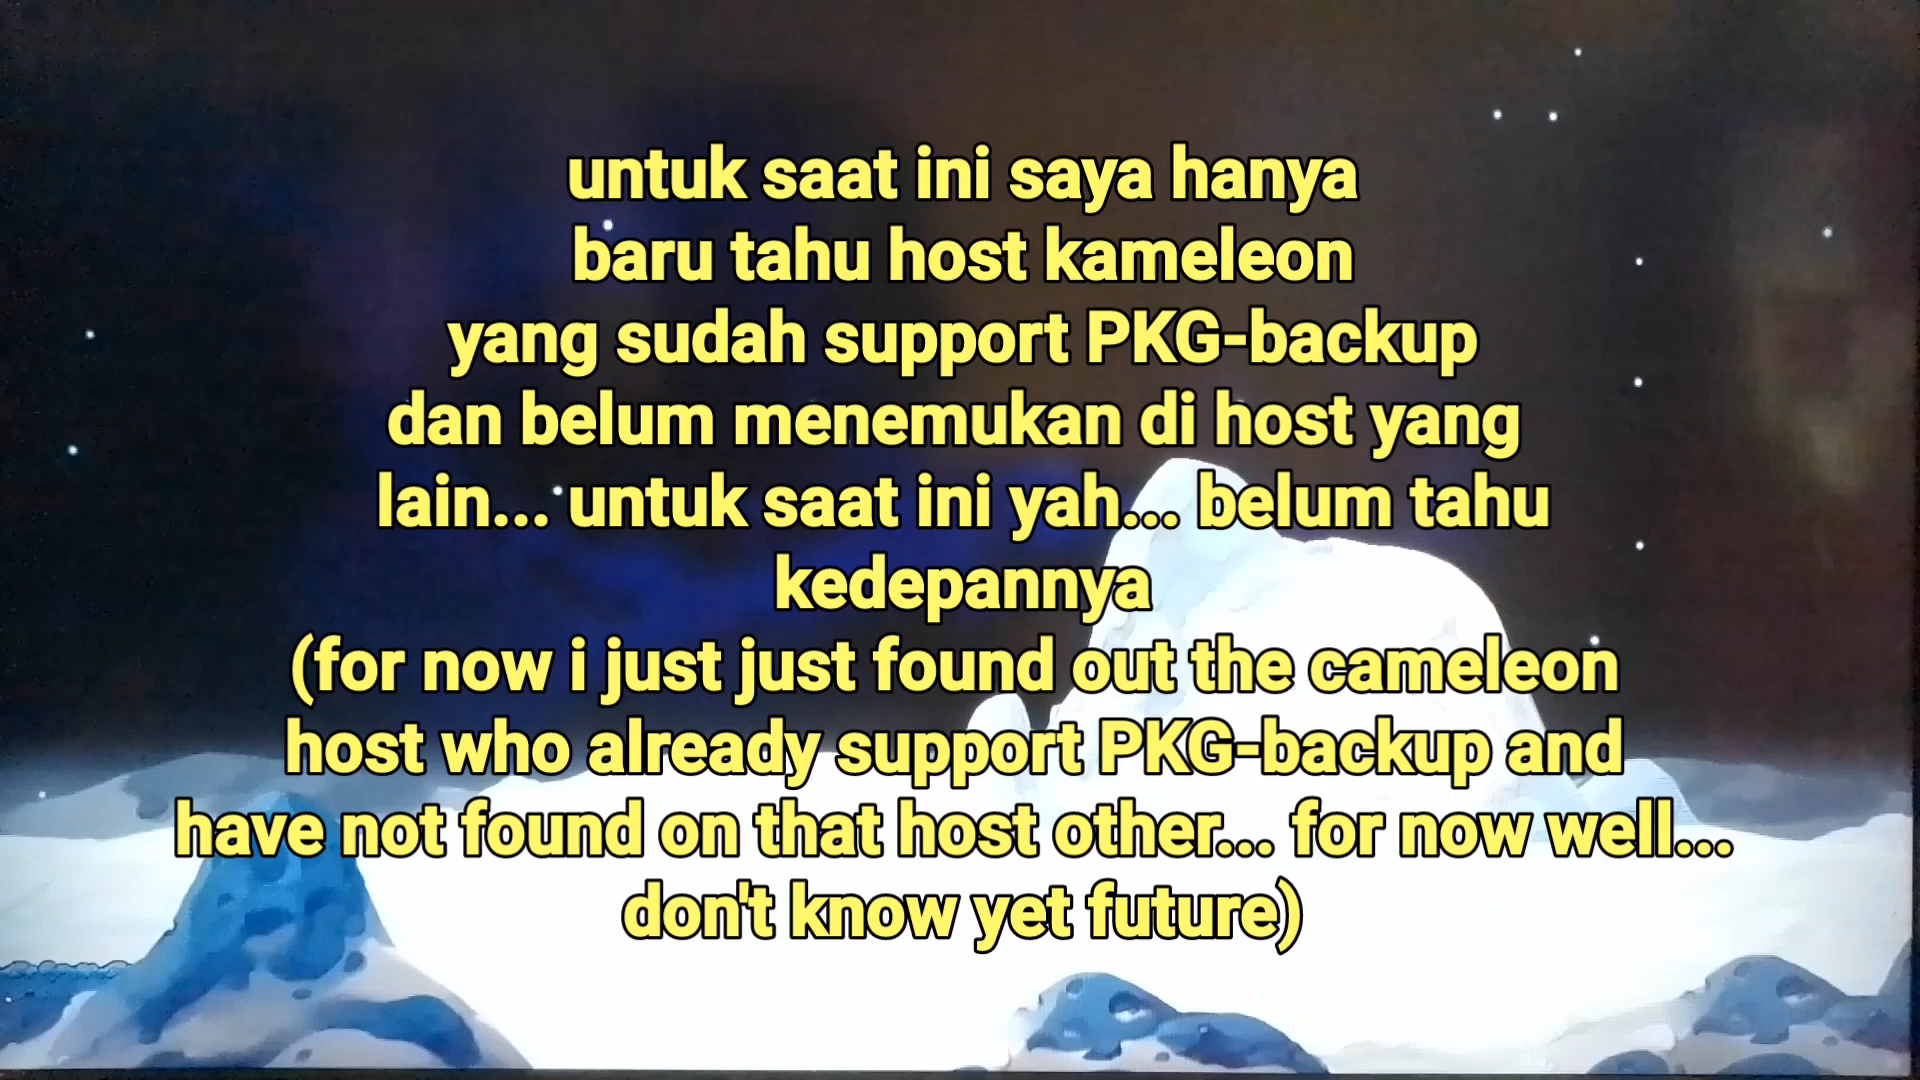 untuk saat ini saya hanya
baru tahu host kameleon
yang sudah support PKG-backup
dan belum menemukan di host yang
lain... untuk saat ini yah... belum tahu
kedepannya
(for now i just just found out the cameleon
host who already support PKG-backup and
have not found on that host other... for now well...
don't know yet future)